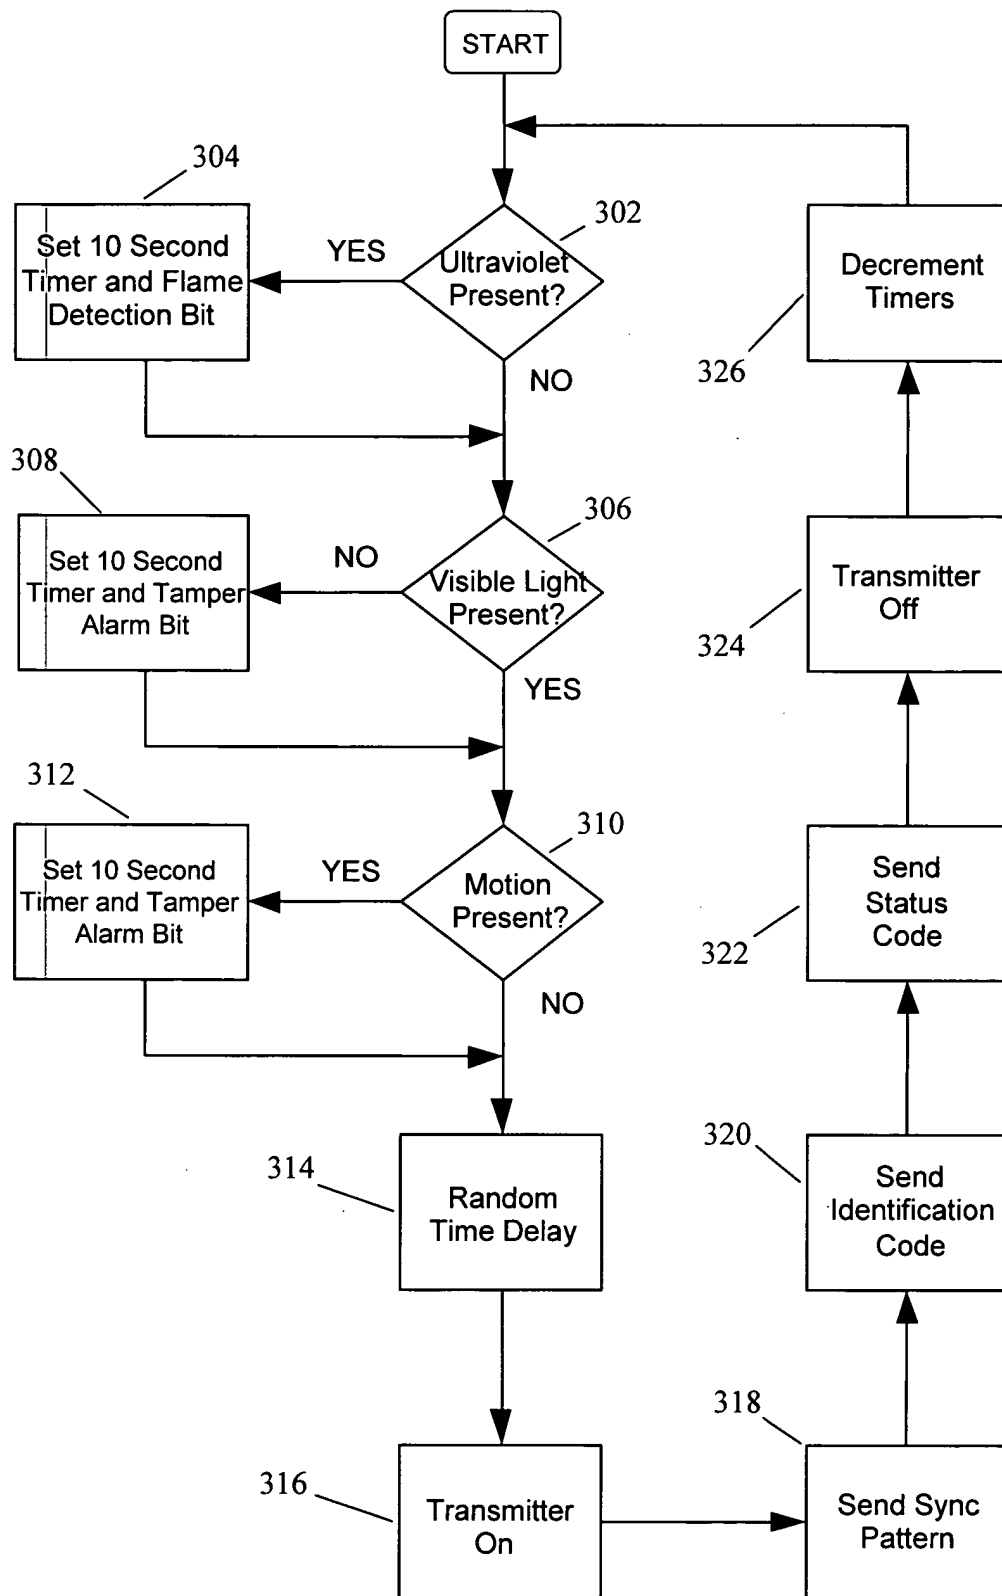 START
304
302
Set 10 Second
Timer and Flame
Detection Bit
YES
Ultraviolet
Present?
NO
Decrement
Timers
326
308
306
Set 10 Second
Timer and Tamper
Alarm Bit
NO
Visible Light
Present?
YES
Transmitter
Off
324
312
310
Set 10 Second
Timer and Tamper
Alarm Bit
YES
Motion
Present?
NO
Send
Status
Code
322
314
Random
Time Delay
320
Send
Identification
Code
316
Transmitter
On
318
Send Sync
Pattern